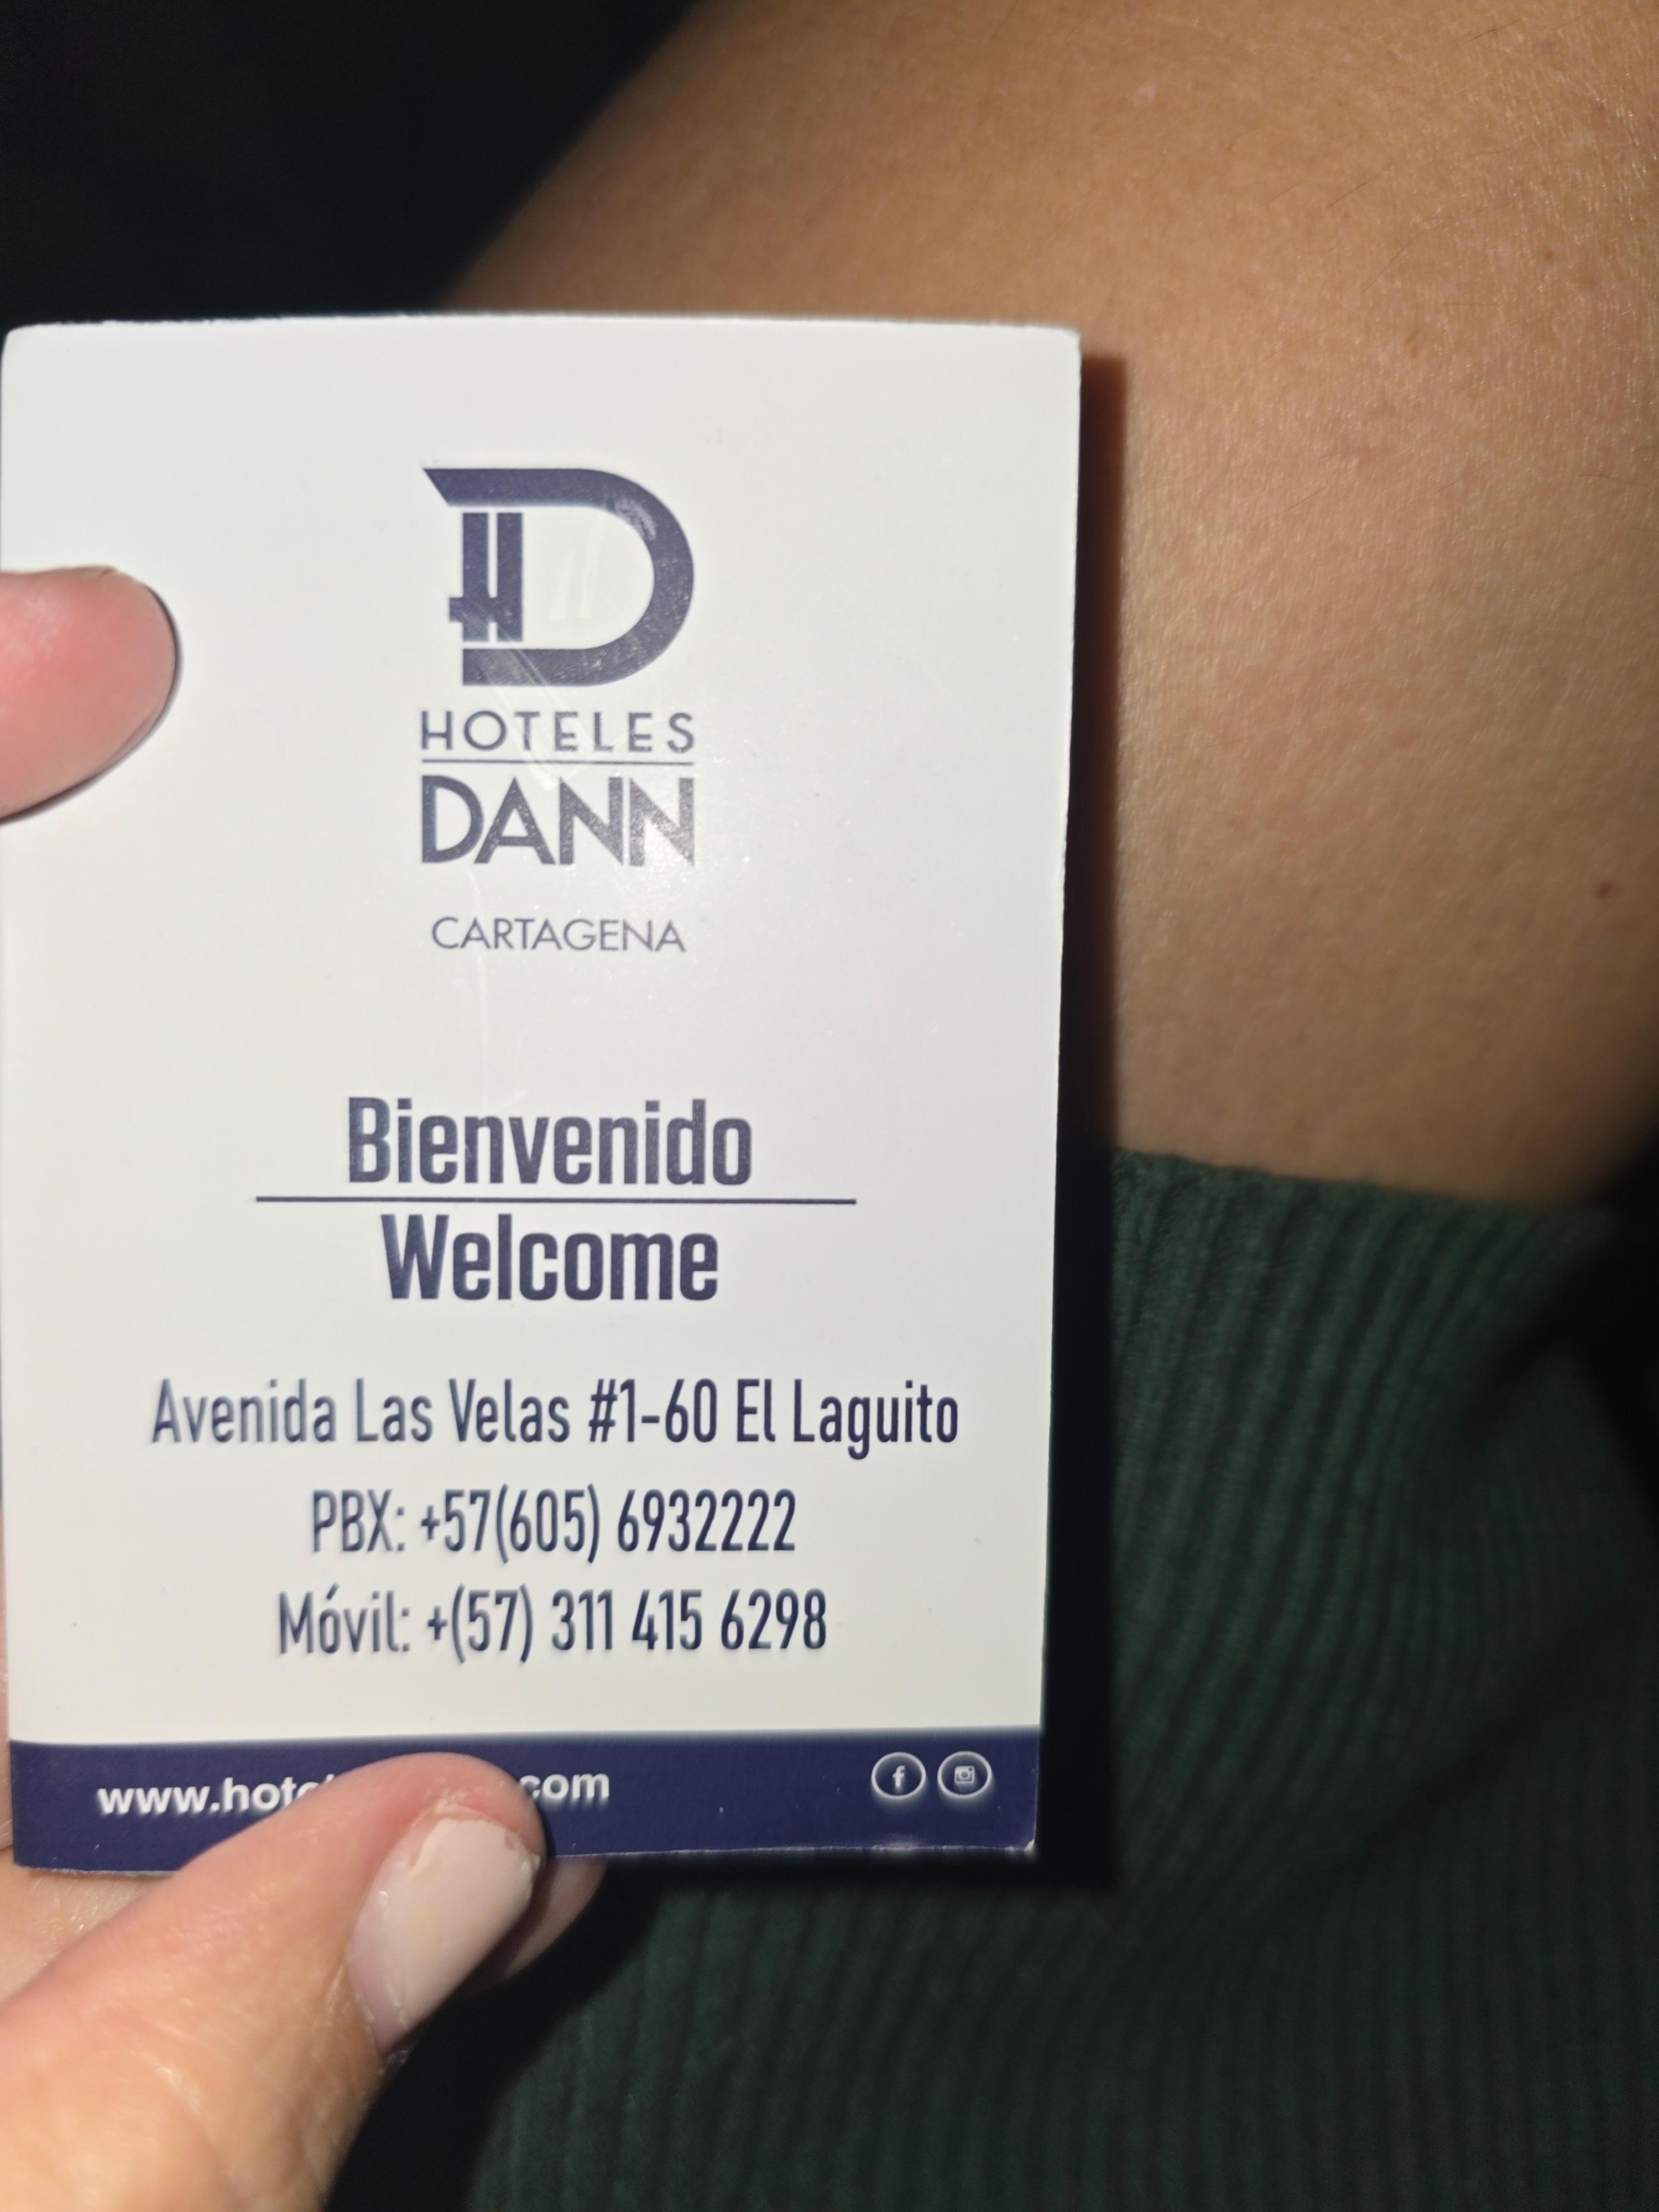 HOTELES
DANN
CARTAGENA
Bienvenido
Welcome
Avenida Las Velas #1-60 El Laguito
PBX: +57(605) 6932222
Móvil: +(57) 311 415 6298